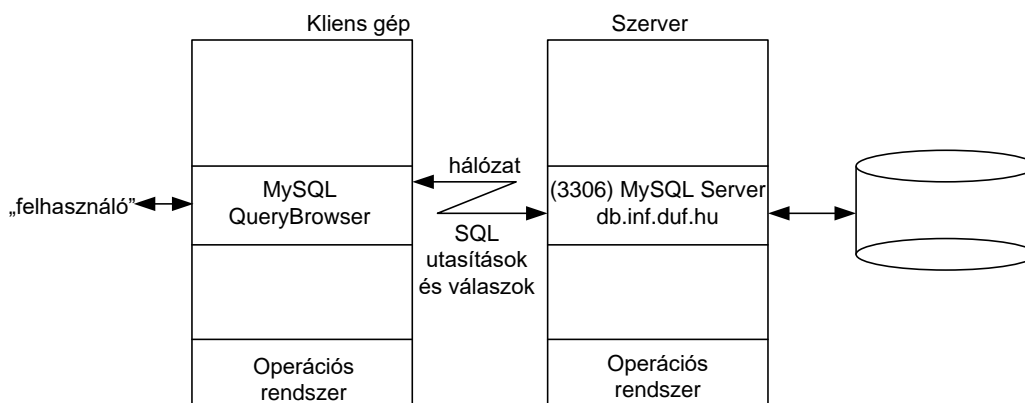 Kliens gép
Szerver
„felhasználó”
MySQL
QueryBrowser
hálózat
SQL
utasítások
és válaszok
(3306) MySQL Server
db.inf.duf.hu
Operációs
rendszer
Operációs
rendszer